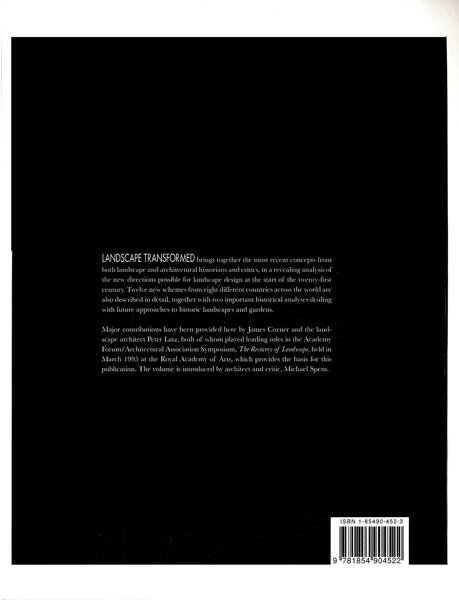 LANDSCAPE TRANSFORMED brings together the most recent concepts from
both landscape and architectural historians and critics, in a revealing analysis of
the new directions possible for landscape design at the start of the twenty-first
century. Twelve new schemes from eight different countries across the world are
also described in detail, together with two important historical analyses dealing
with future approaches to historic landscapes and gardens.
Major contributions have been provided here by James Corner and the land-
scape architect Peter Latz, both of whom played leading roles in the Academy
Forum/Architectural Association Symposium, The Recovery of Landscape, held in
March 1995 at the Royal Academy of Arts, which provides the basis for this
publication. The volume is introduced by architect and critic, Michael Spens.
ISBN 1-85490-452-3
9 781854 904522